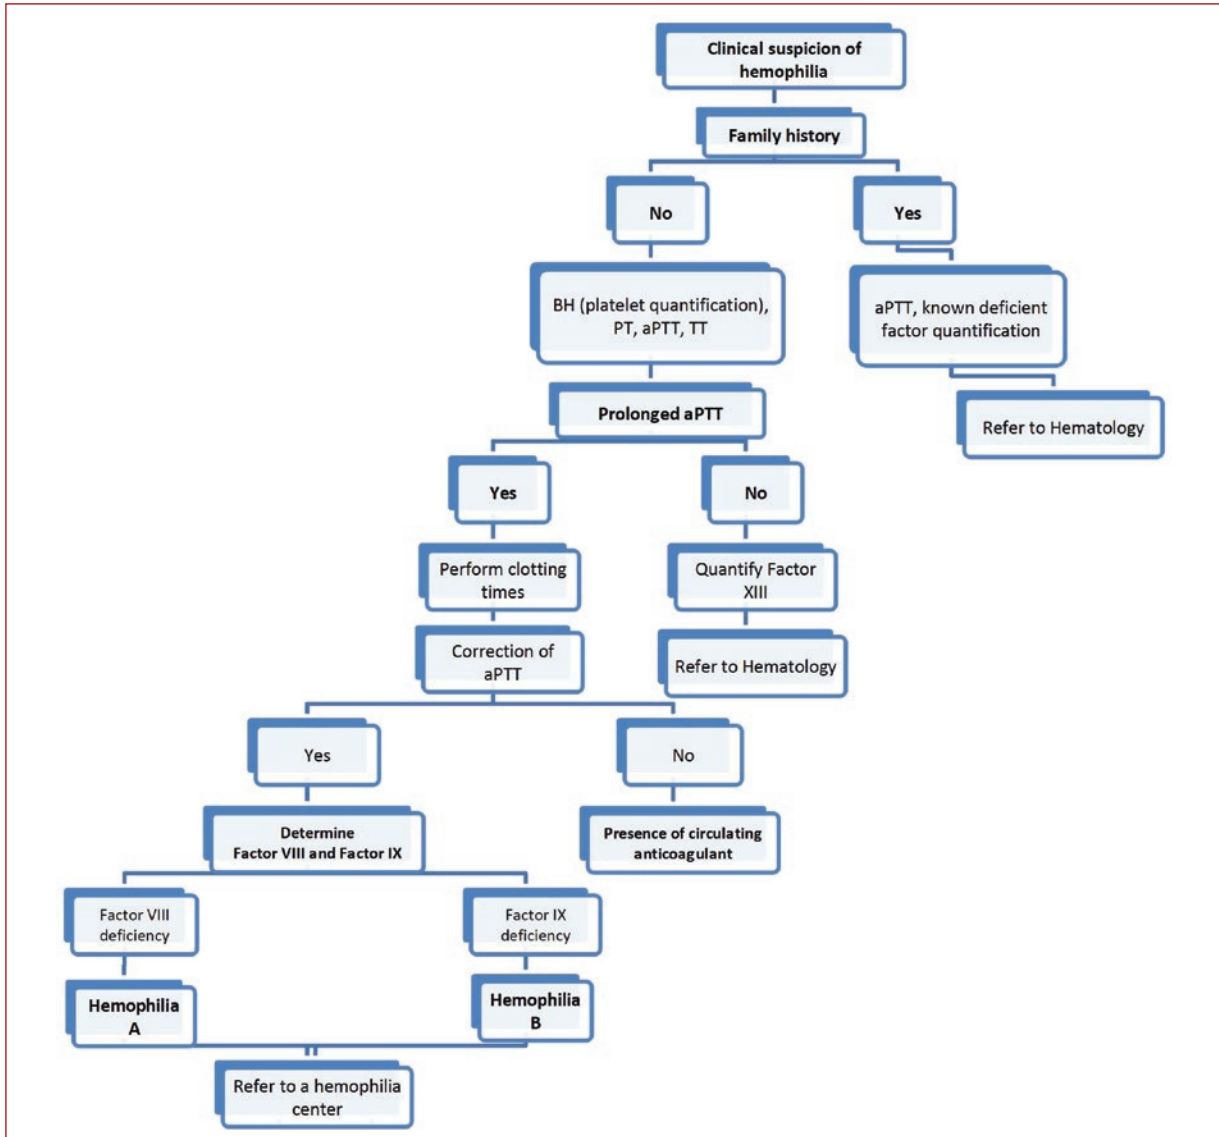 Clinical suspicion of
hemophilia
Family history
No
Yes
BH (platelet quantification),
PT, aPTT, TT
aPTT, known deficient
factor quantification
Prolonged aPTT
Refer to Hematology
Yes
No
Perform clotting
times
Quantify Factor
XIII
Correction of
aPTT
Refer to Hematology
Yes
No
Determine
Factor VIII and Factor IX
Presence of circulating
anticoagulant
Factor VIII
deficiency
Factor IX
deficiency
Hemophilia
A
Hemophilia
B
Refer to a hemophilia
center